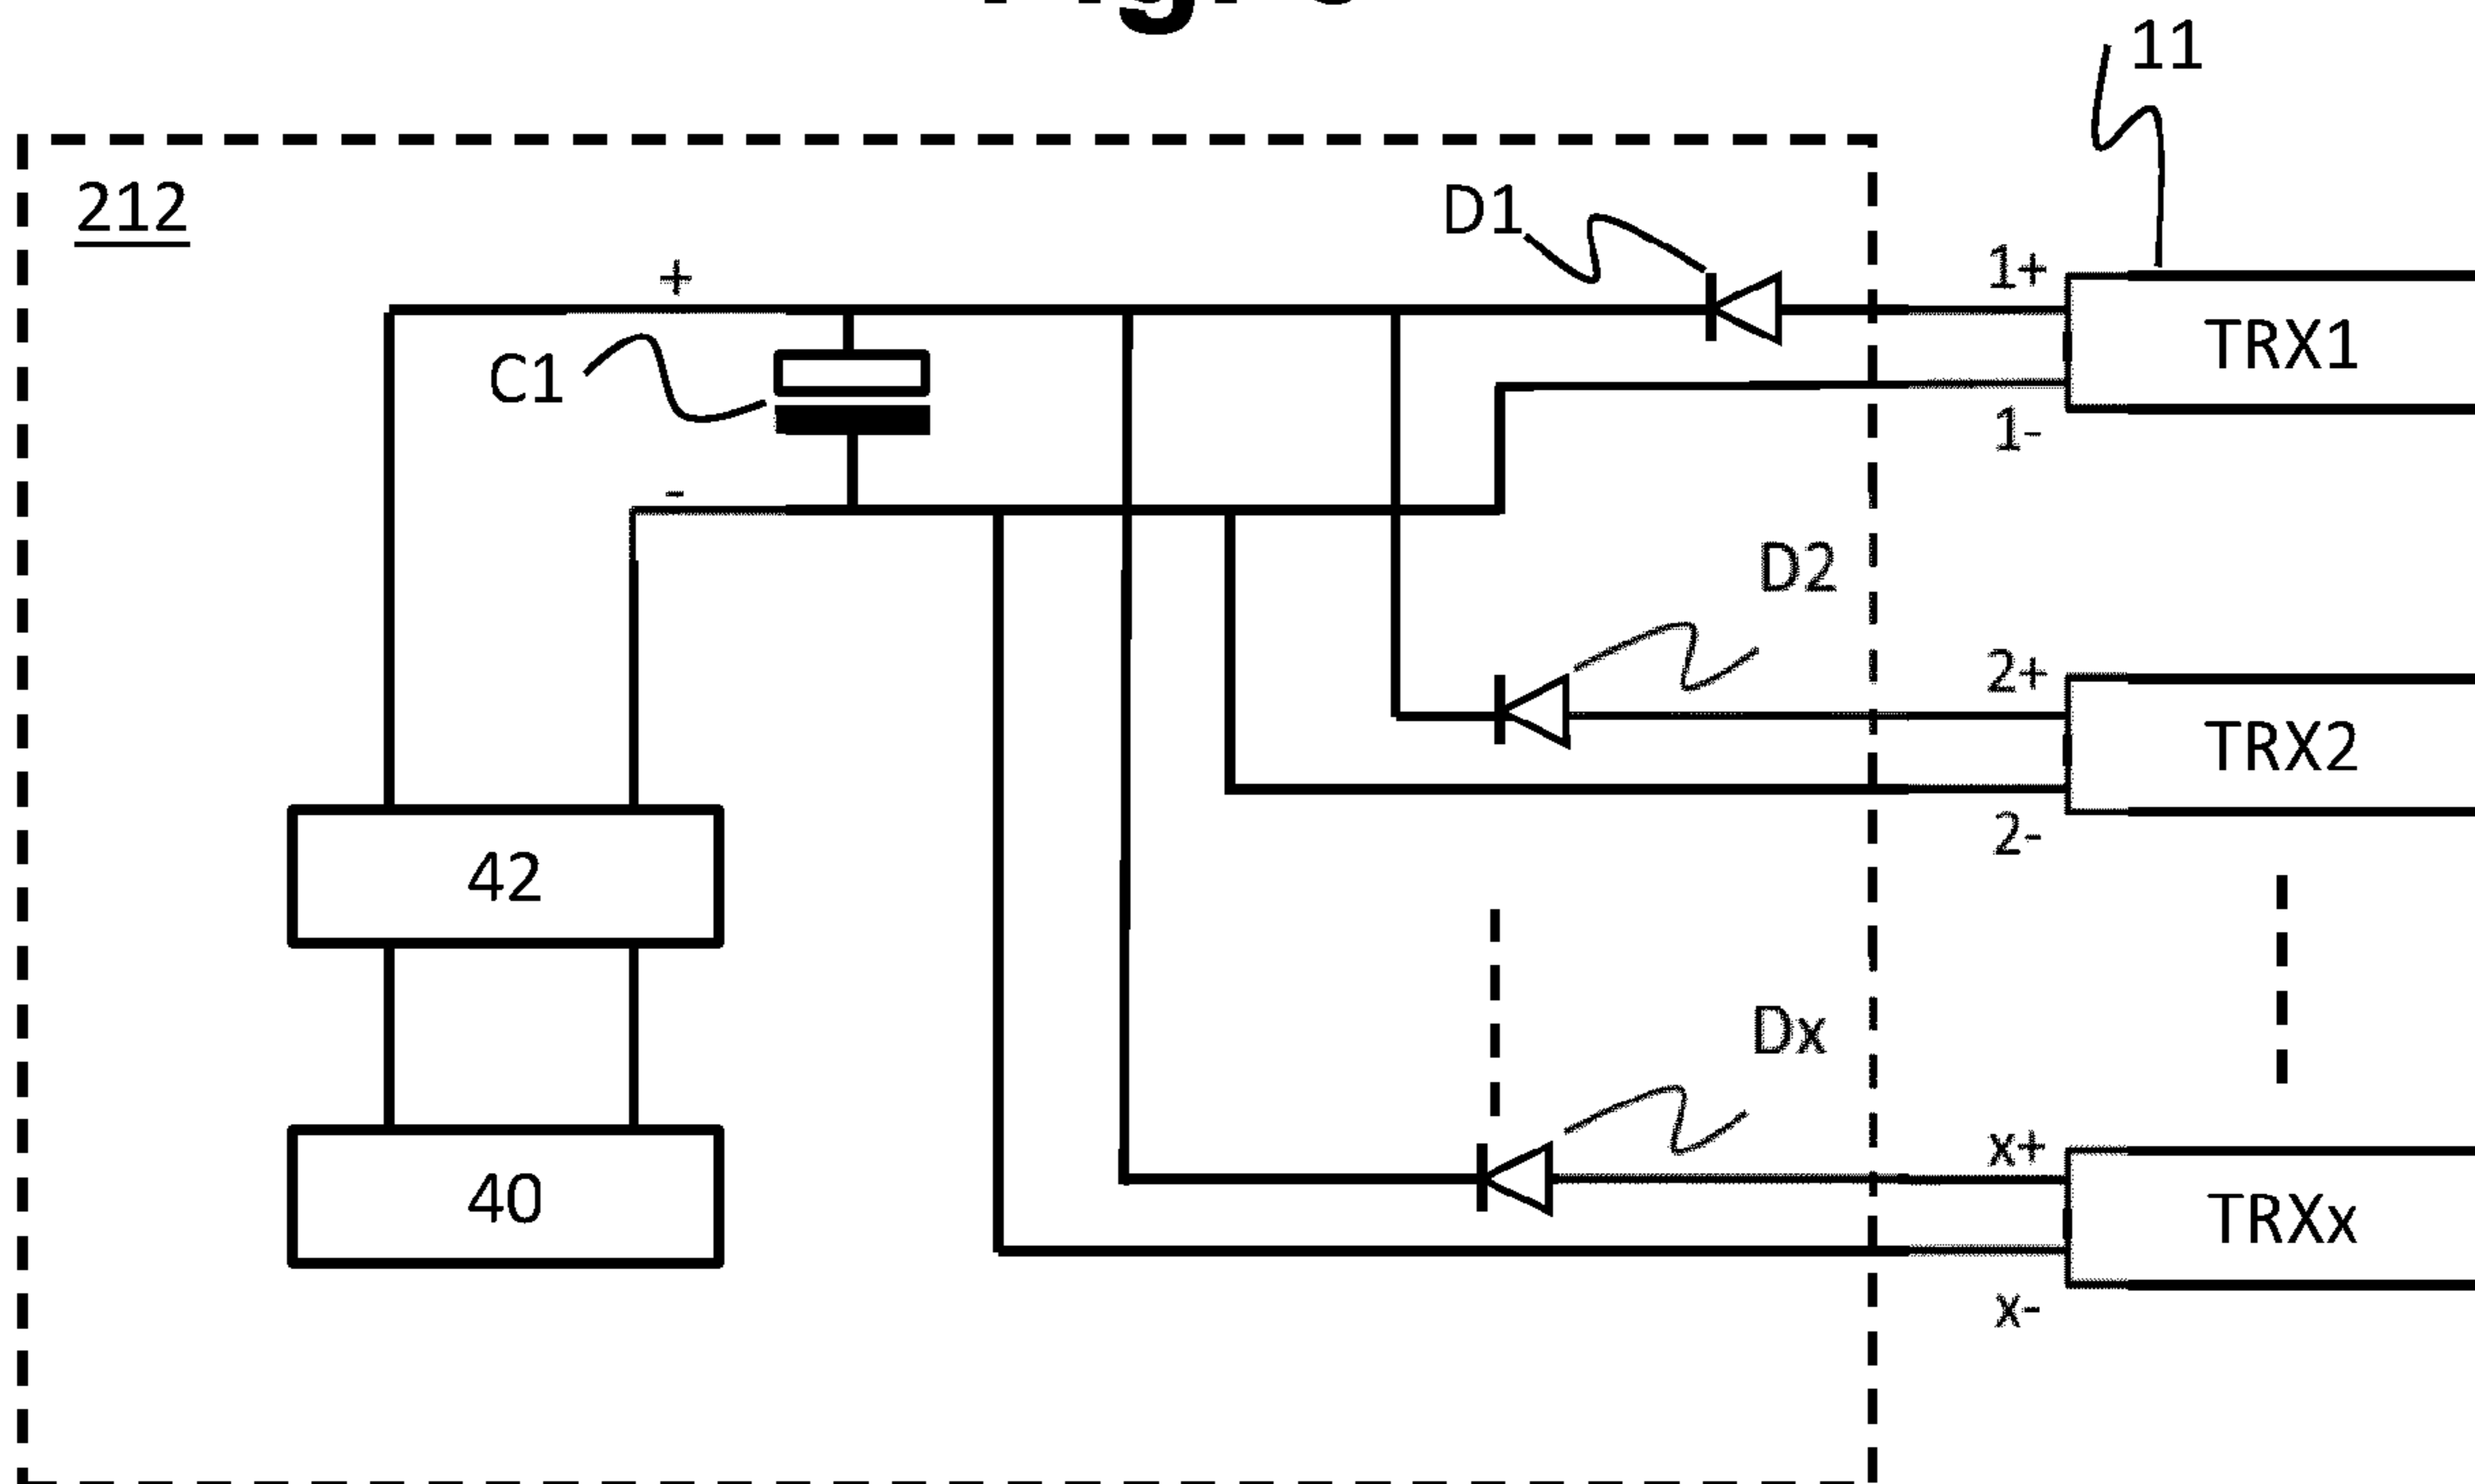 11
212
D1
1+
+
TRX1
C1
1-
-
D2
2+
TRX2
2-
42
Dx
x+
40
TRXx
x-